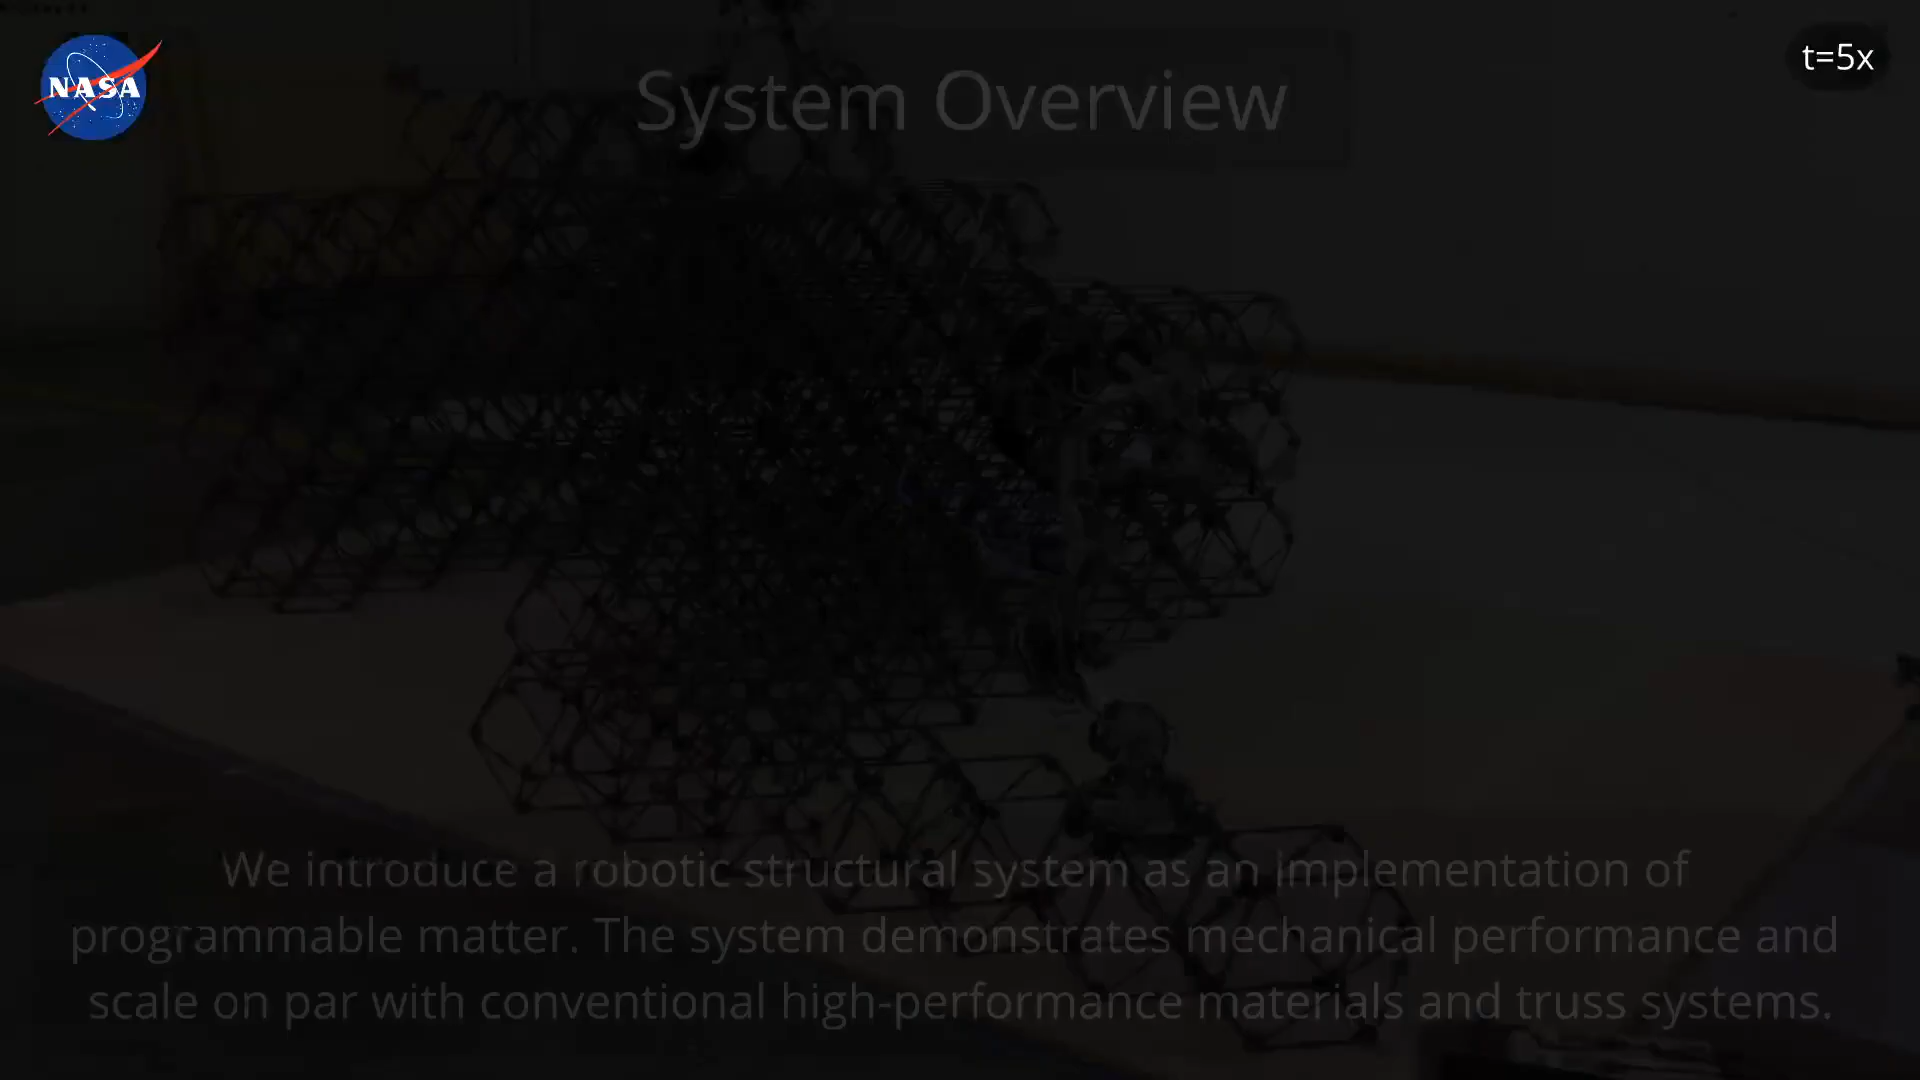 NASA
t=5x
System Overview
We introduce a robotic structural system as an implementation of
programmable matter. The system demonstrates mechanical performance and
scale on par with conventional high-performance materials and truss systems.